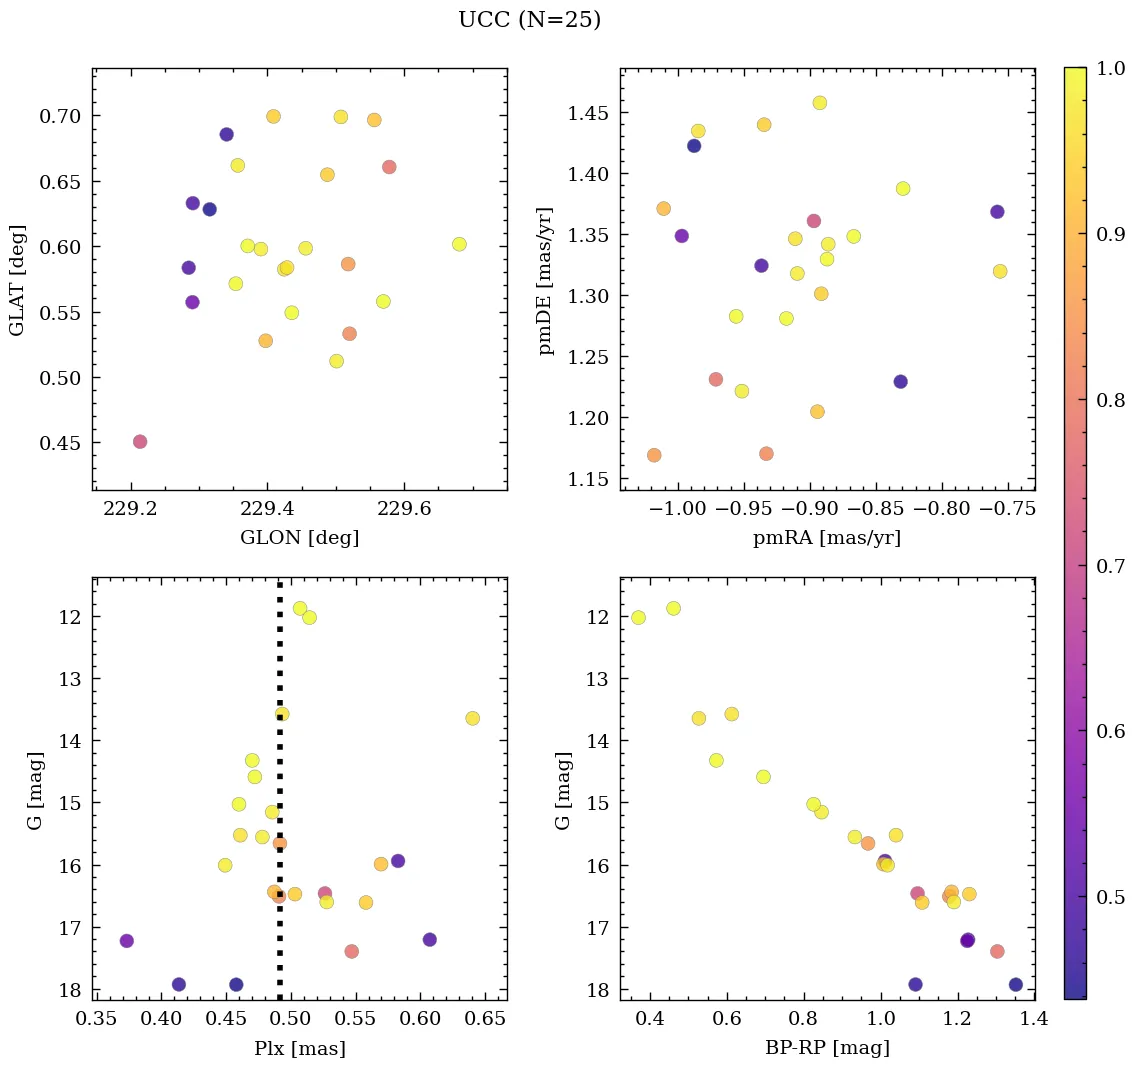 UCC (N=25)
0.70
0.65
0.60
0.55
0.50
0.45
GLAT [deg]
229.2 229.4 229.6
GLON [deg]
1.45
1.40
1.35
1.30
1.25
1.20
1.15
pmDE [mas/yr]
−1.00 −0.95 −0.90 −0.85 −0.80 −0.75
pmRA [mas/yr]
12
13
14
15
16
17
18
G [mag]
0.35 0.40 0.45 0.50 0.55 0.60 0.65
Plx [mas]
12
13
14
15
16
17
18
G [mag]
0.4 0.6 0.8 1.0 1.2 1.4
BP-RP [mag]
1.0
0.9
0.8
0.7
0.6
0.5